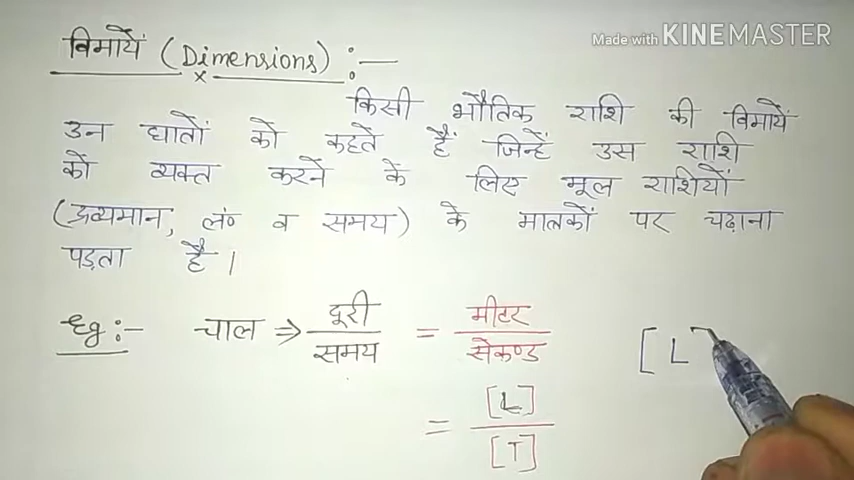 विमायें (Dimensions) :-
Made with KINEMASTER
किसी भौतिक राशि की विमायें
उन घातों को कहते हैं जिन्हें उस राशि
को व्यक्त करने के लिए मूल राशियों
(द्रव्यमान, लं० व समय) के मात्रकों पर चढ़ाना
पड़ता है।
Eg :- चाल ⇒ दूरी/समय = मीटर/सेकण्ड [L
= [L]/[T]